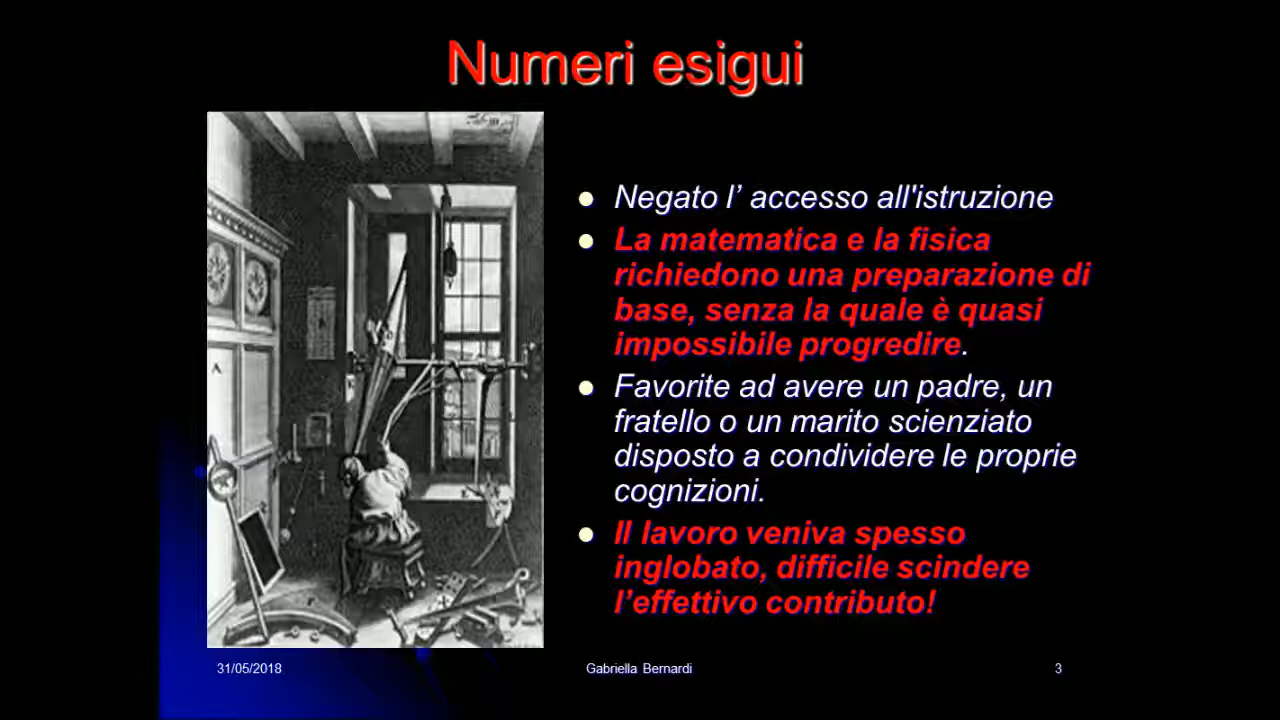 Numeri esigui
Negato l’ accesso all'istruzione
La matematica e la fisica
richiedono una preparazione di
base, senza la quale è quasi
impossibile progredire.
Favorite ad avere un padre, un
fratello o un marito scienziato
disposto a condividere le proprie
cognizioni.
Il lavoro veniva spesso
inglobato, difficile scindere
l’effettivo contributo!
31/05/2018
Gabriella Bernardi
3